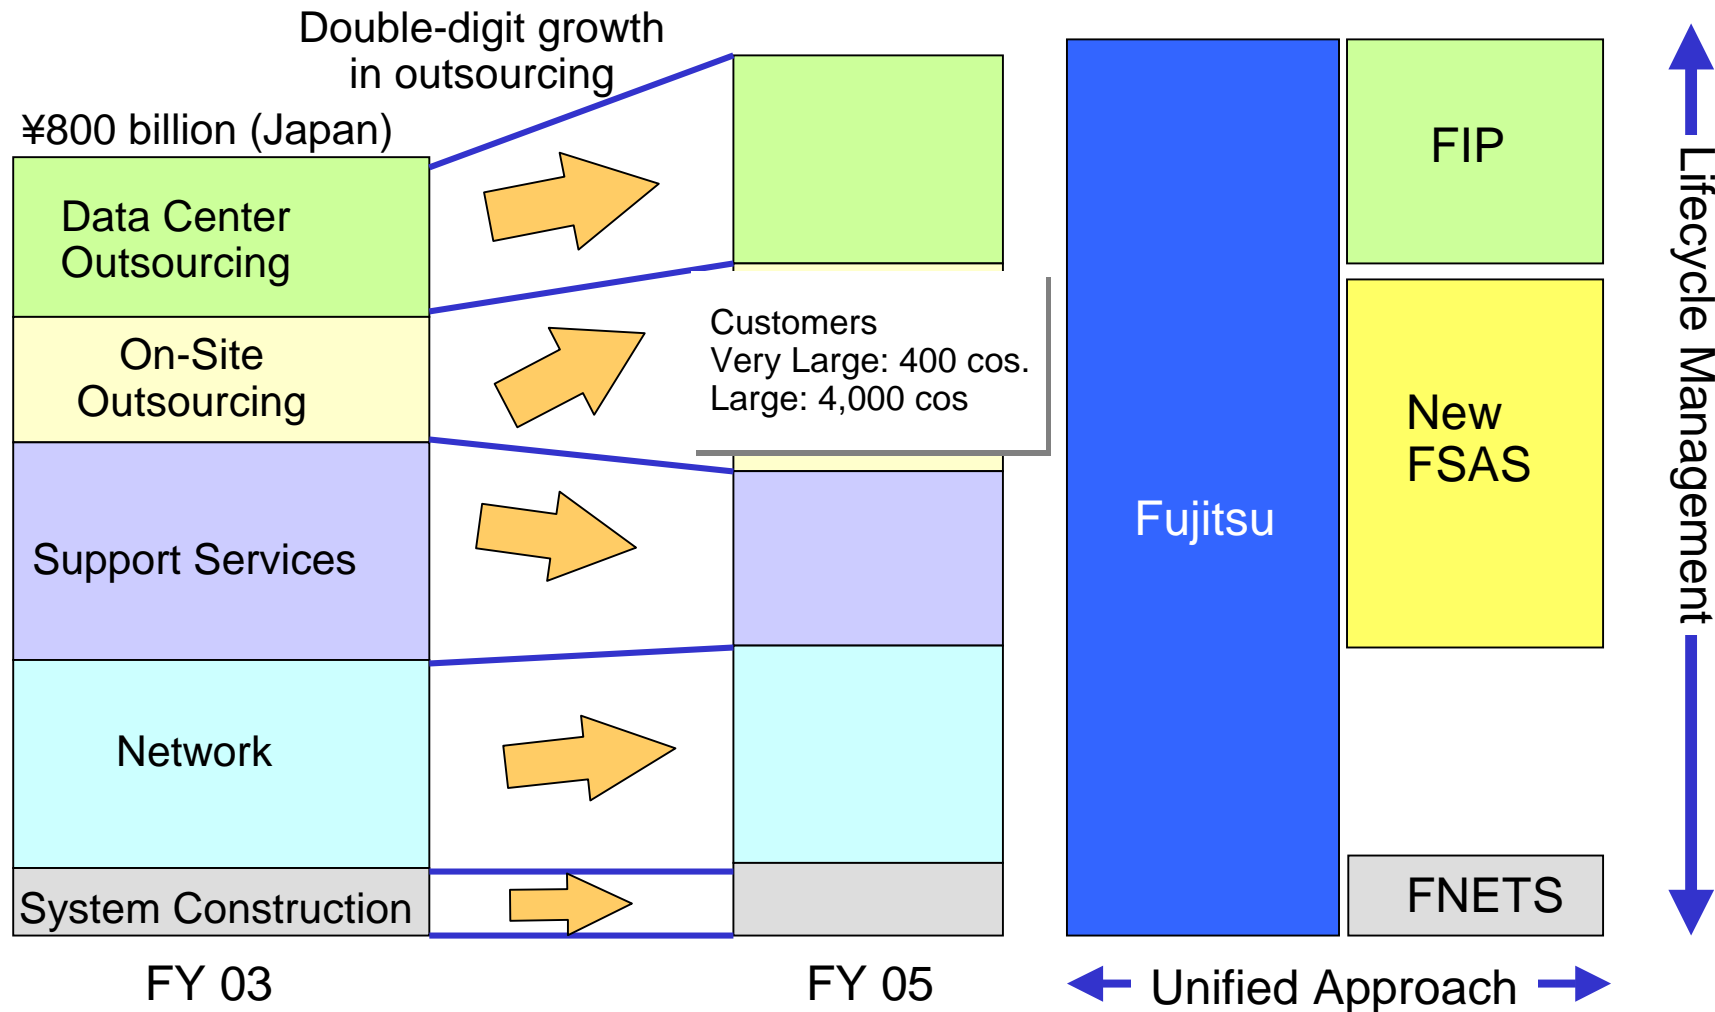 Double-digit growth
in outsourcing
¥800 billion (Japan)
Data Center
Outsourcing
On-Site
Outsourcing
Support Services
Network
System Construction
FY 03
Customers
Very Large: 400 cos.
Large: 4,000 cos
FY 05
Fujitsu
FIP
New
FSAS
FNETS
Unified Approach
Lifecycle Management